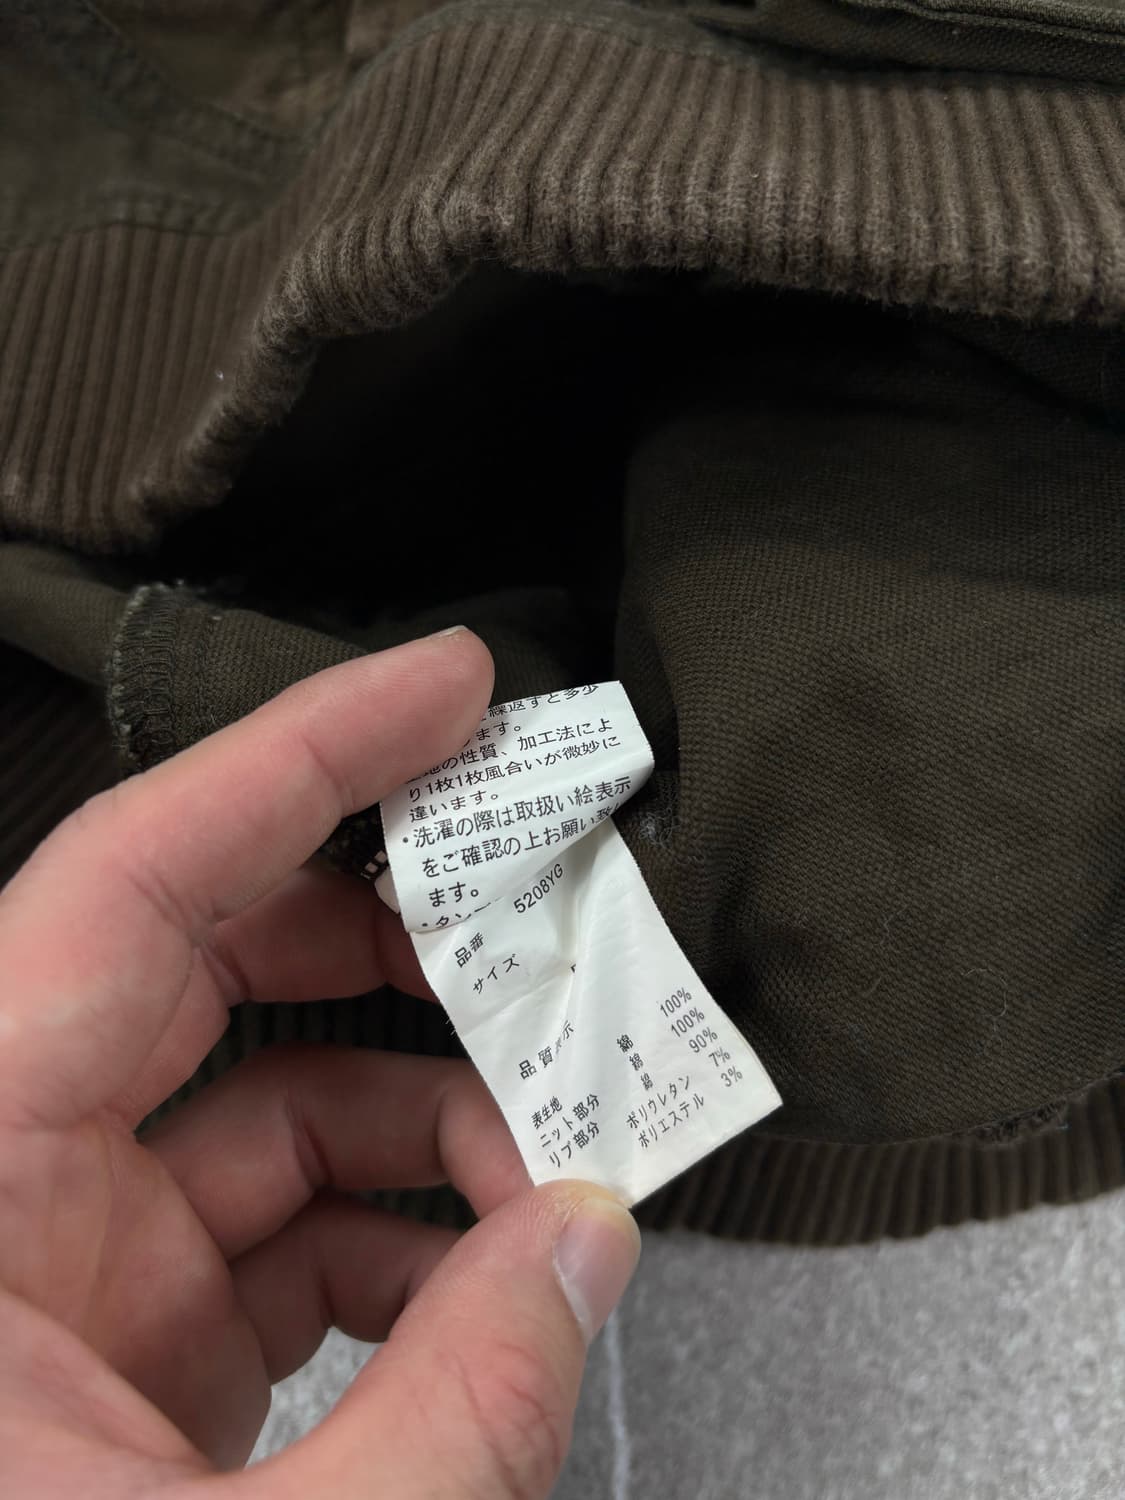 繰返すと多少
ます。
地の性質、加工法によ
り1枚1枚風合いが微妙に
違います。
・洗濯の際は取扱い絵表示
をご確認の上お願い致し
ます。
・タン
品番 5208YG
サイズ
品質表示
表生地 綿 100%
ニット部分 綿 100%
リブ部分 綿 90%
ポリウレタン 7%
ポリエステル 3%